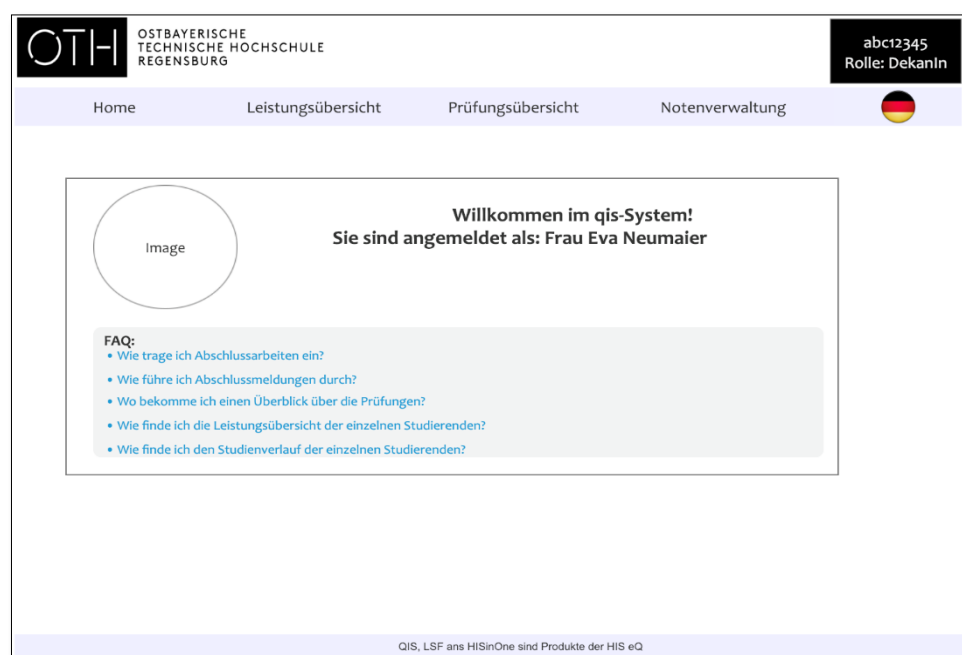 OTH
OSTBAYERISCHE
TECHNISCHE HOCHSCHULE
REGENSBURG
abc12345
Rolle: DekanIn
Home Leistungsübersicht Prüfungsübersicht Notenverwaltung
Image
Willkommen im qis-System!
Sie sind angemeldet als: Frau Eva Neumaier
FAQ:
• Wie trage ich Abschlussarbeiten ein?
• Wie führe ich Abschlussmeldungen durch?
• Wo bekomme ich einen Überblick über die Prüfungen?
• Wie finde ich die Leistungsübersicht der einzelnen Studierenden?
• Wie finde ich den Studienverlauf der einzelnen Studierenden?
QIS, LSF ans HISinOne sind Produkte der HIS eQ